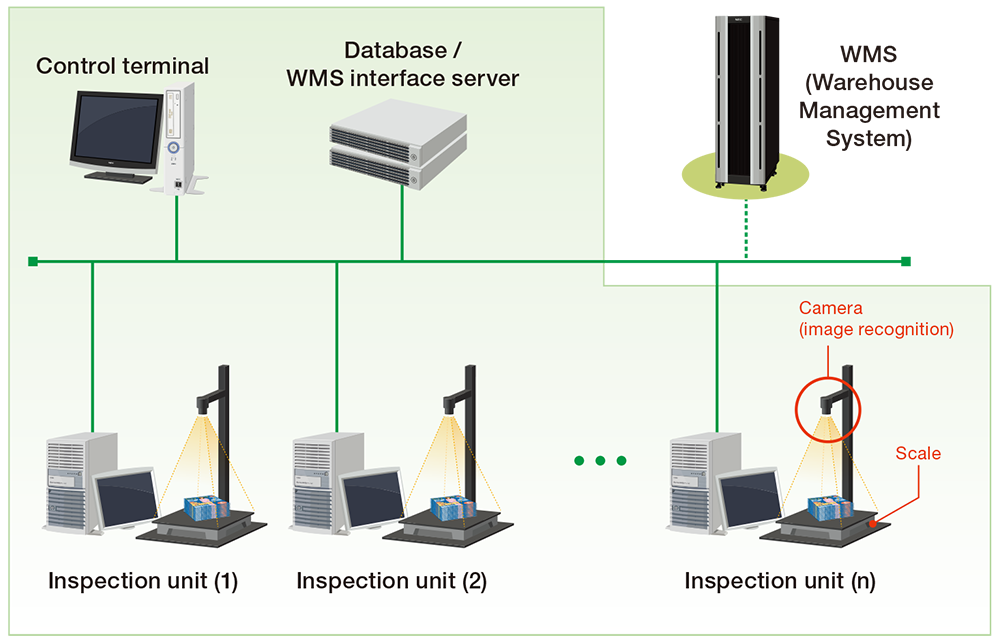 Control terminal
Database /
WMS interface server
WMS
(Warehouse
Management
System)
Camera
(image recognition)
Scale
Inspection unit (1)
Inspection unit (2)
Inspection unit (n)